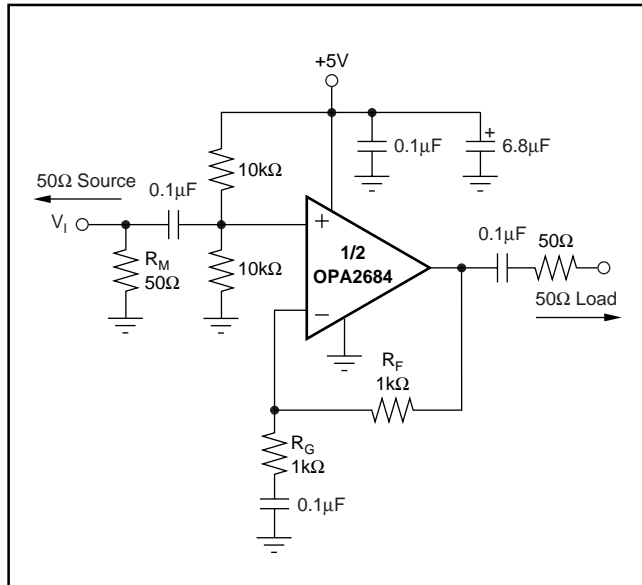 +5V
0.1μF
+
6.8μF
50Ω Source
0.1μF
10kΩ
V_I
R_M
50Ω
10kΩ
+
1/2
OPA2684
−
0.1μF
50Ω
50Ω Load
R_F
1kΩ
R_G
1kΩ
0.1μF